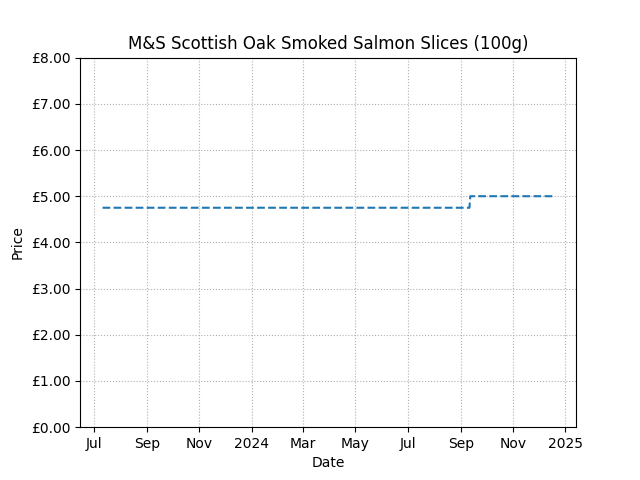 M&S Scottish Oak Smoked Salmon Slices (100g)
£8.00
£7.00
£6.00
£5.00
£4.00
£3.00
£2.00
£1.00
£0.00
Price
Jul Sep Nov 2024 Mar May Jul Sep Nov 2025
Date